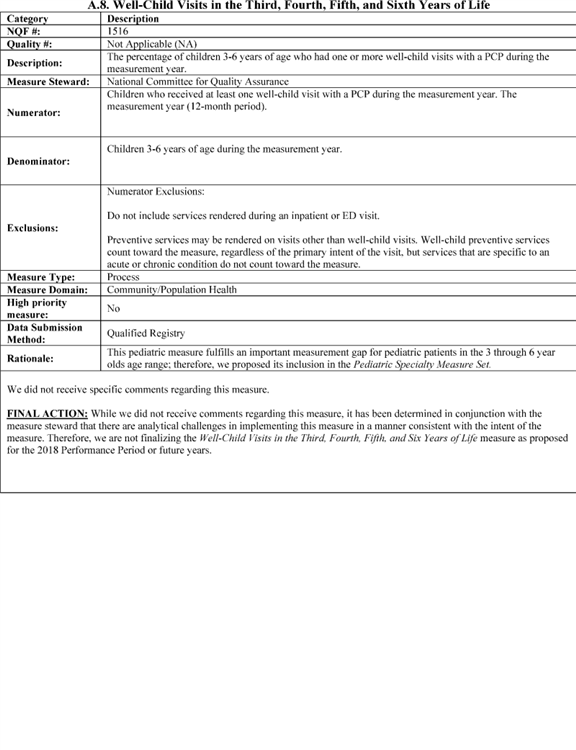 A.8. Well-Child Visits in the Third, Fourth, Fifth, and Sixth Years of Life
Category Description
NQF #: 1516
Quality #: Not Applicable (NA)
Description: The percentage of children 3-6 years of age who had one or more well-child visits with a PCP during the
measurement year.
Measure Steward: National Committee for Quality Assurance
Numerator: Children who received at least one well-child visit with a PCP during the measurement year. The
measurement year (12-month period).
Denominator: Children 3-6 years of age during the measurement year.
Exclusions: Numerator Exclusions:
Do not include services rendered during an inpatient or ED visit.
Preventive services may be rendered on visits other than well-child visits. Well-child preventive services
count toward the measure, regardless of the primary intent of the visit, but services that are specific to an
acute or chronic condition do not count toward the measure.
Measure Type: Process
Measure Domain: Community/Population Health
High priority
measure: No
Data Submission
Method: Qualified Registry
Rationale: This pediatric measure fulfills an important measurement gap for pediatric patients in the 3 through 6 year
olds age range; therefore, we proposed its inclusion in the Pediatric Specialty Measure Set.
We did not receive specific comments regarding this measure.
FINAL ACTION: While we did not receive comments regarding this measure, it has been determined in conjunction with the
measure steward that there are analytical challenges in implementing this measure in a manner consistent with the intent of the
measure. Therefore, we are not finalizing the Well-Child Visits in the Third, Fourth, Fifth, and Six Years of Life measure as proposed
for the 2018 Performance Period or future years.